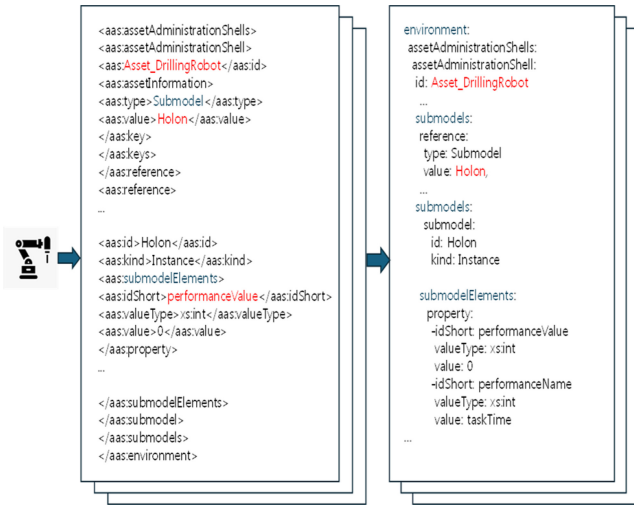 <aas:assetAdministrationShells>
<aas:assetAdministrationShell>
<aas:Asset_DrillingRobot</aas:id>
<aas:assetInformation>
<aas:type>Submodel</aas:type>
<aas:value>Holon</aas:value>
</aas:key>
</aas:keys>
</aas:reference>
<aas:reference>
...
<aas:id>Holon</aas:id>
<aas:kind>Instance</aas:kind>
<aas:submodelElements>
<aas:idShort>performanceValue</aas:idShort>
<aas:valueType>xs:int</aas:valueType>
<aas:value>0</aas:value>
</aas:property>
...
</aas:submodelElements>
</aas:submodel>
</aas:submodels>
</aas:environment>
environment:
assetAdministrationShells:
assetAdministrationShell:
id: Asset_DrillingRobot
...
submodels:
reference:
type: Submodel
value: Holon,
...
submodels:
submodel:
id: Holon
kind: Instance
submodelElements:
property:
-idShort: performanceValue
valueType: xs:int
value: 0
-idShort: performanceName
valueType: xs:int
value: taskTime
...